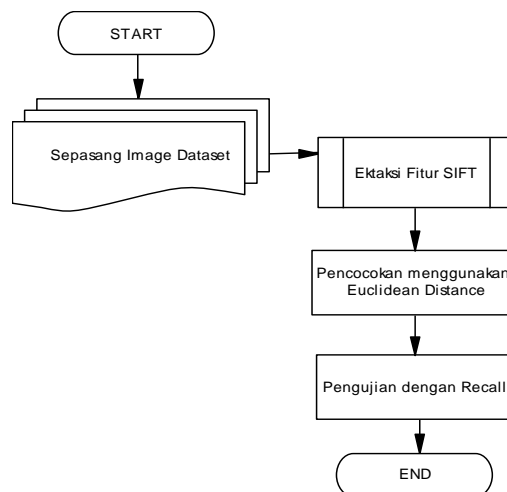 START
Sepasang Image Dataset
Ektaksi Fitur SIFT
Pencocokan menggunakan
Euclidean Distance
Pengujian dengan Recall
END